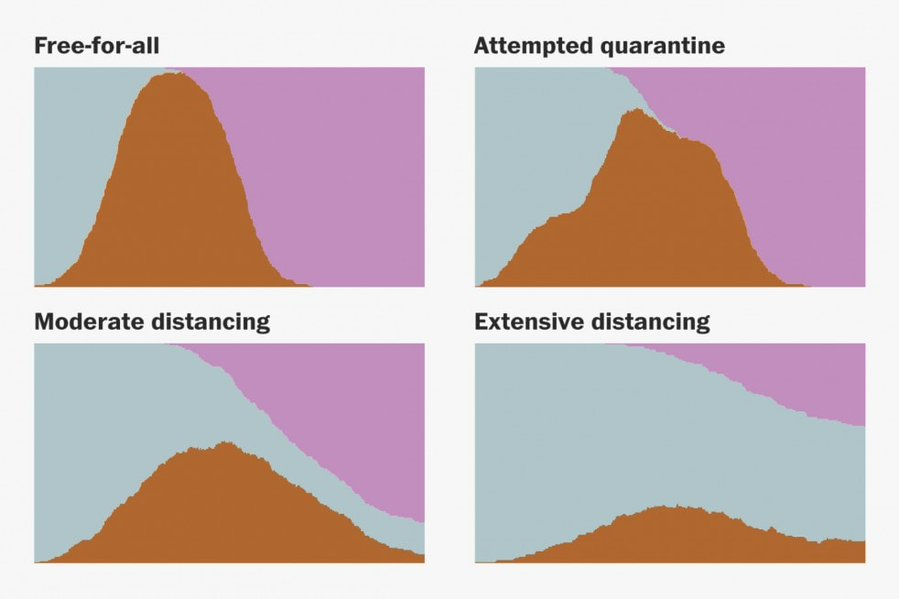 Free-for-all
Attempted quarantine
Moderate distancing
Extensive distancing